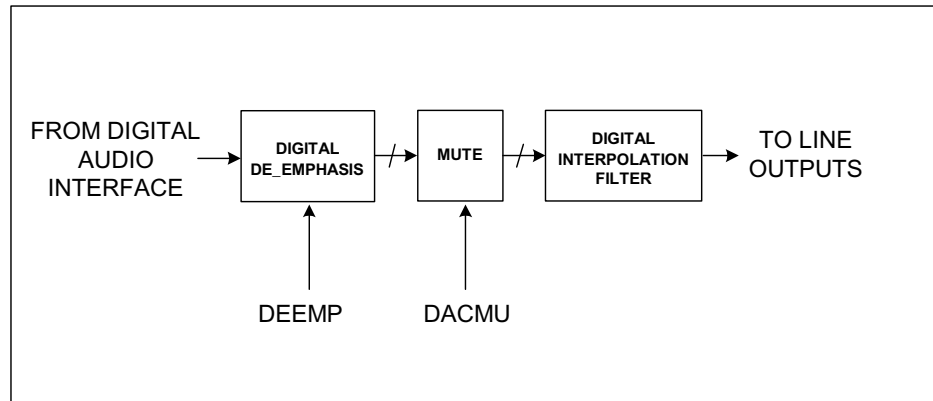 FROM DIGITAL
AUDIO
INTERFACE
DIGITAL
DE_EMPHASIS
MUTE
DIGITAL
INTERPOLATION
FILTER
TO LINE
OUTPUTS
DEEMP
DACMU